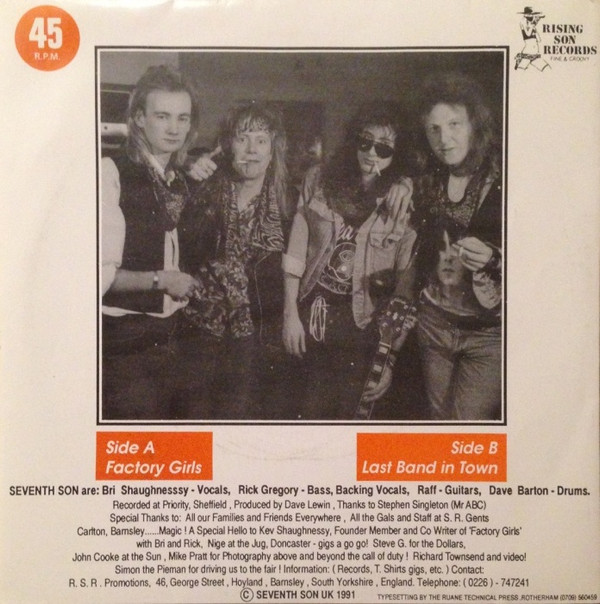 45
R.P.M.
RISING
SON
RECORDS
FINE & GROOVY
Side A
Factory Girls
Side B
Last Band in Town
SEVENTH SON are: Bri Shaughnesssy - Vocals, Rick Gregory - Bass, Backing Vocals, Raff - Guitars, Dave Barton - Drums.
Recorded at Priority, Sheffield , Produced by Dave Lewin , Thanks to Stephen Singleton (Mr ABC)
Special Thanks to: All our Families and Friends Everywhere , All the Gals and Staff at S. R. Gents
Carlton, Barnsley......Magic ! A Special Hello to Kev Shaughnessy, Founder Member and Co Writer of 'Factory Girls'
with Bri and Rick, Nige at the Jug, Doncaster - gigs a go go! Steve G. for the Dollars,
John Cooke at the Sun , Mike Pratt for Photography above and beyond the call of duty ! Richard Townsend and video!
Simon the Pieman for driving us to the fair ! Information: ( Records, T. Shirts gigs, etc. ) Contact:
R. S. R . Promotions, 46, George Street , Hoyland , Barnsley , South Yorkshire , England. Telephone: ( 0226 ) - 747241
© SEVENTH SON UK 1991
TYPESETTING BY THE RUANE TECHNICAL PRESS ,ROTHERHAM (0709) 560459